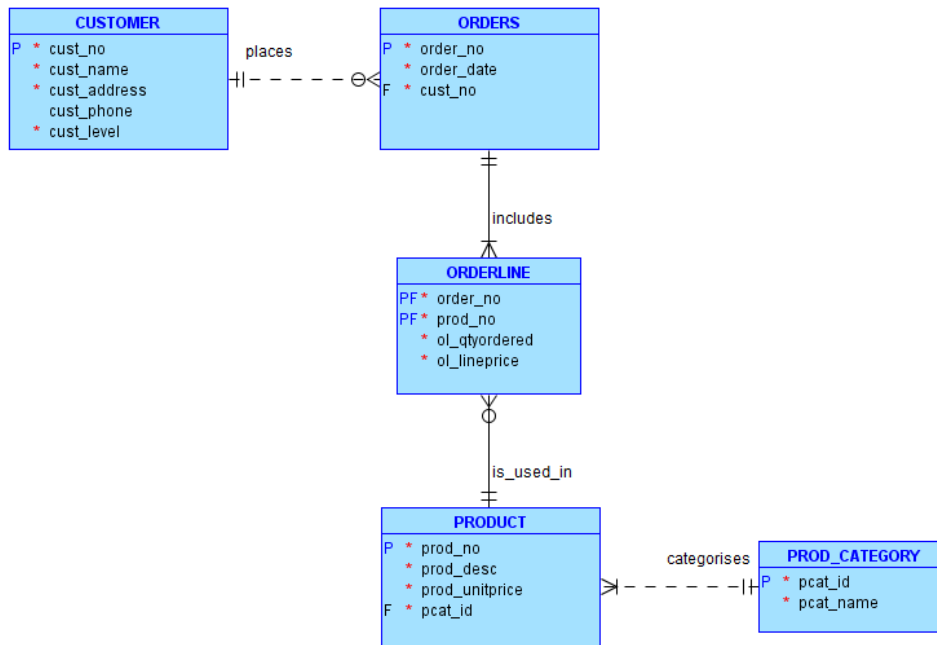 CUSTOMER
P * cust_no
* cust_name
* cust_address
cust_phone
* cust_level
places
ORDERS
P * order_no
* order_date
F * cust_no
includes
ORDERLINE
PF * order_no
PF * prod_no
* ol_qtyordered
* ol_lineprice
is_used_in
PRODUCT
P * prod_no
* prod_desc
* prod_unitprice
F * pcat_id
categorises
PROD_CATEGORY
P * pcat_id
* pcat_name